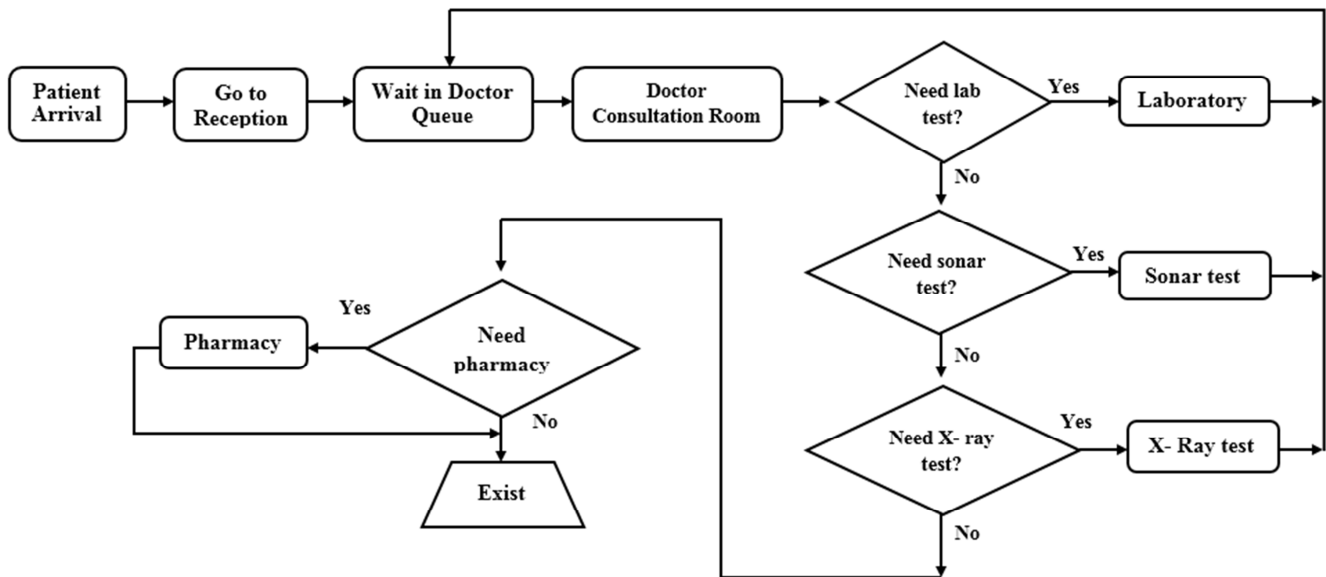 Patient
Arrival
Go to
Reception
Wait in Doctor
Queue
Doctor
Consultation Room
Need lab
test?
Yes
Laboratory
No
Need sonar
test?
Yes
Sonar test
No
Need X- ray
test?
Yes
X- Ray test
No
Need
pharmacy
Yes
Pharmacy
No
Exist